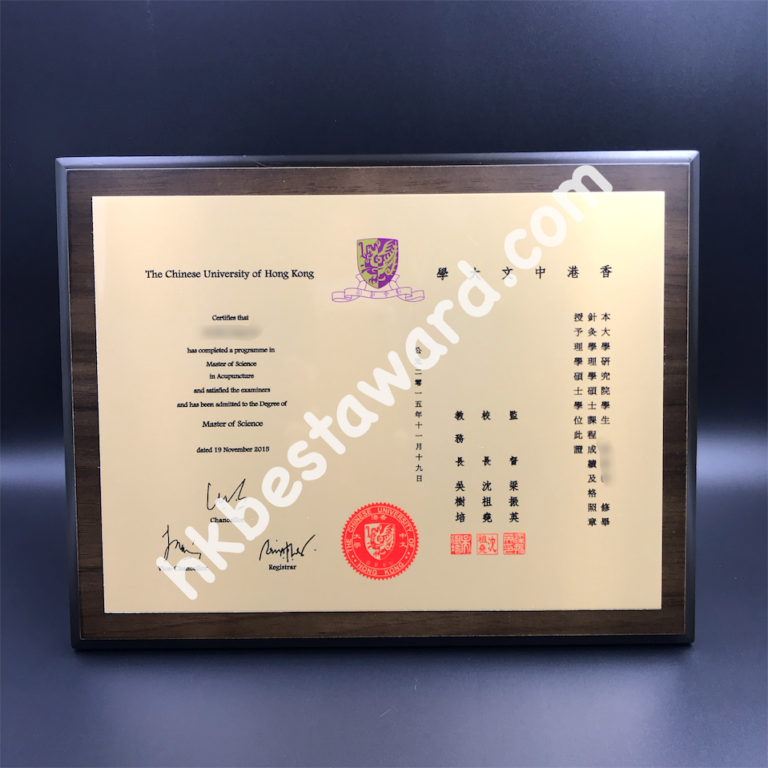 The Chinese University of Hong Kong
香港中文大學
Certifies that
has completed a programme in
Master of Science
in Acupuncture
and satisfied the examiners
and has been admitted to the Degree of
Master of Science
dated 19 November 2015
Chancellor
Registrar
本大學研究院學生 修畢
針灸學理學碩士課程成績及格照章
授予理學碩士學位此證
監督 梁振英
校長 沈祖堯
教務長 吳樹培
二零一五年十一月十九日
THE CHINESE UNIVERSITY OF HONG KONG
hkbestaward.com